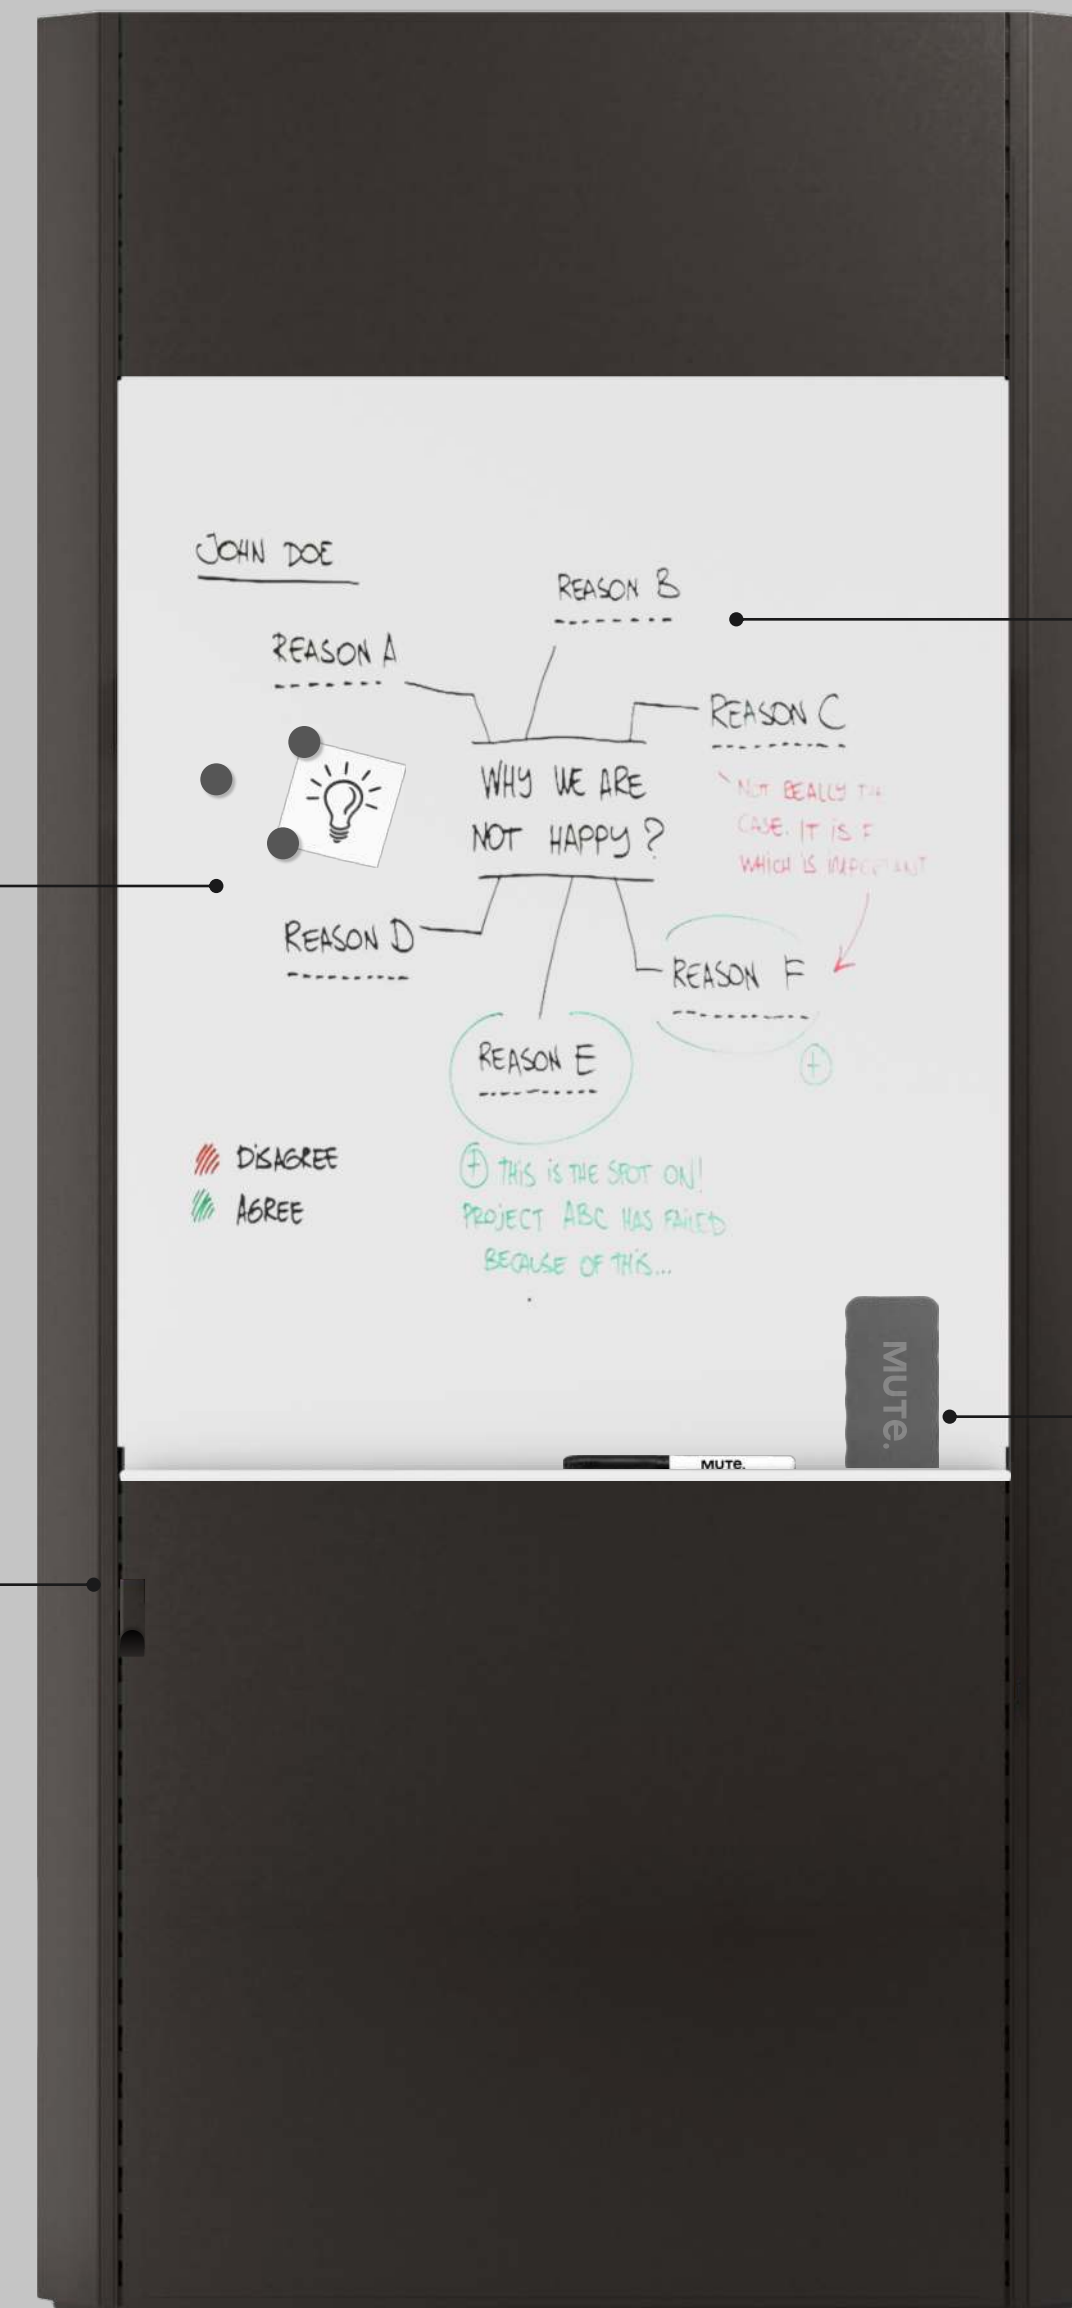 JOHN DOE
REASON B
REASON A
REASON C
WHY WE ARE
NOT HAPPY?
NOT REALLY
CASE. IT IS F
WHICH IS IMPORTANT
REASON D
REASON F
REASON E
DISAGREE
AGREE
+ THIS IS THE SPOT ON!
PROJECT ABC HAS FAILED
BECAUSE OF THIS...
+
MUTE.
MUTE.